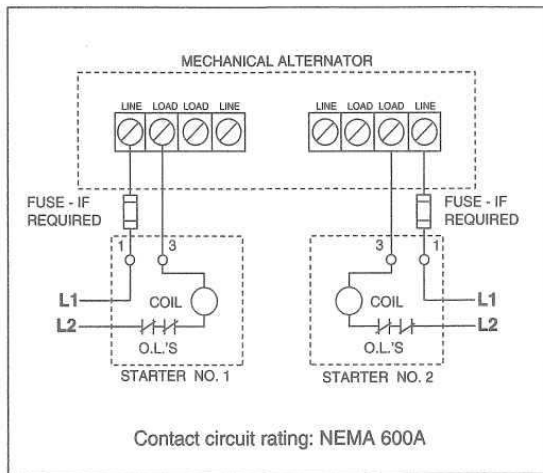 MECHANICAL ALTERNATOR
LINE LOAD LOAD LINE
LINE LOAD LOAD LINE
FUSE - IF
REQUIRED
FUSE - IF
REQUIRED
1 3
3 1
L1
L2
COIL
O.L.'S
STARTER NO. 1
COIL
L1
L2
O.L.'S
STARTER NO. 2
Contact circuit rating: NEMA 600A